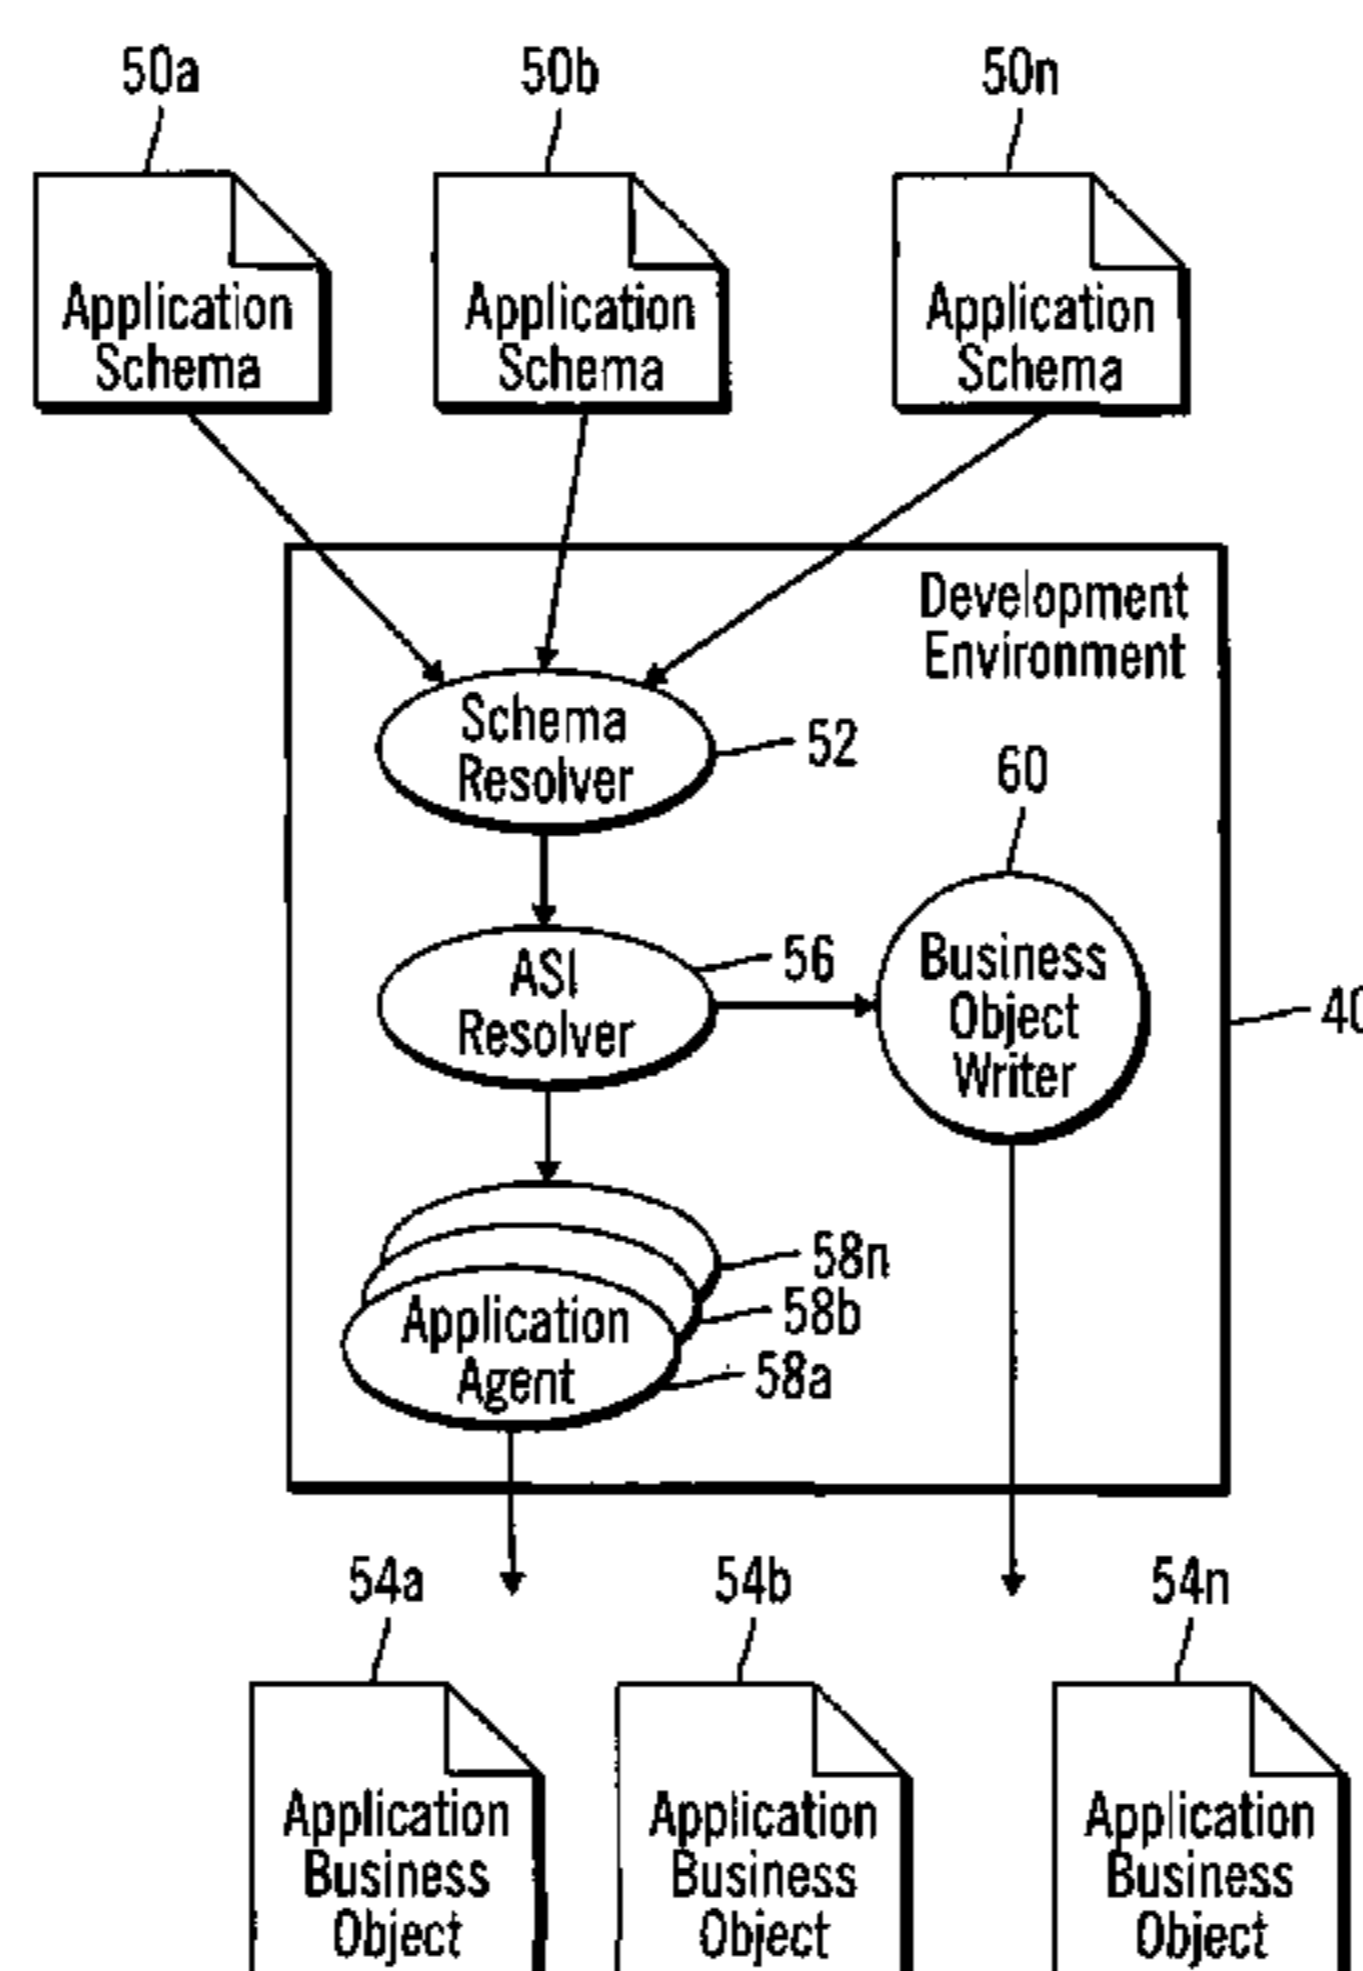 50a
50b
50n
Application
Schema
Application
Schema
Application
Schema
Development
Environment
Schema
Resolver
52
60
ASI
Resolver
56
Business
Object
Writer
40
58n
58b
Application
Agent
58a
54a
54b
54n
Application
Business
Object
Application
Business
Object
Application
Business
Object